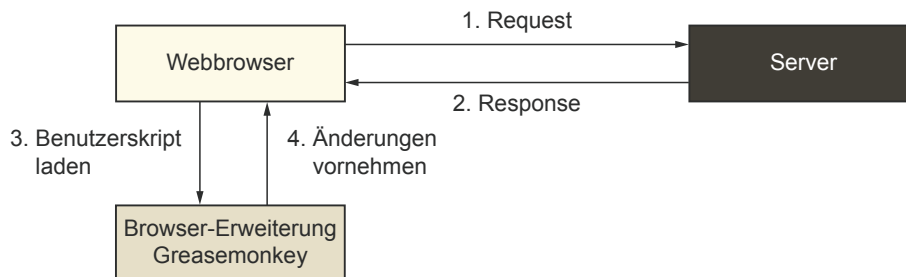 1. Request
Webbrowser
Server
2. Response
3. Benutzerskript
laden
4. Änderungen
vornehmen
Browser-Erweiterung
Greasemonkey